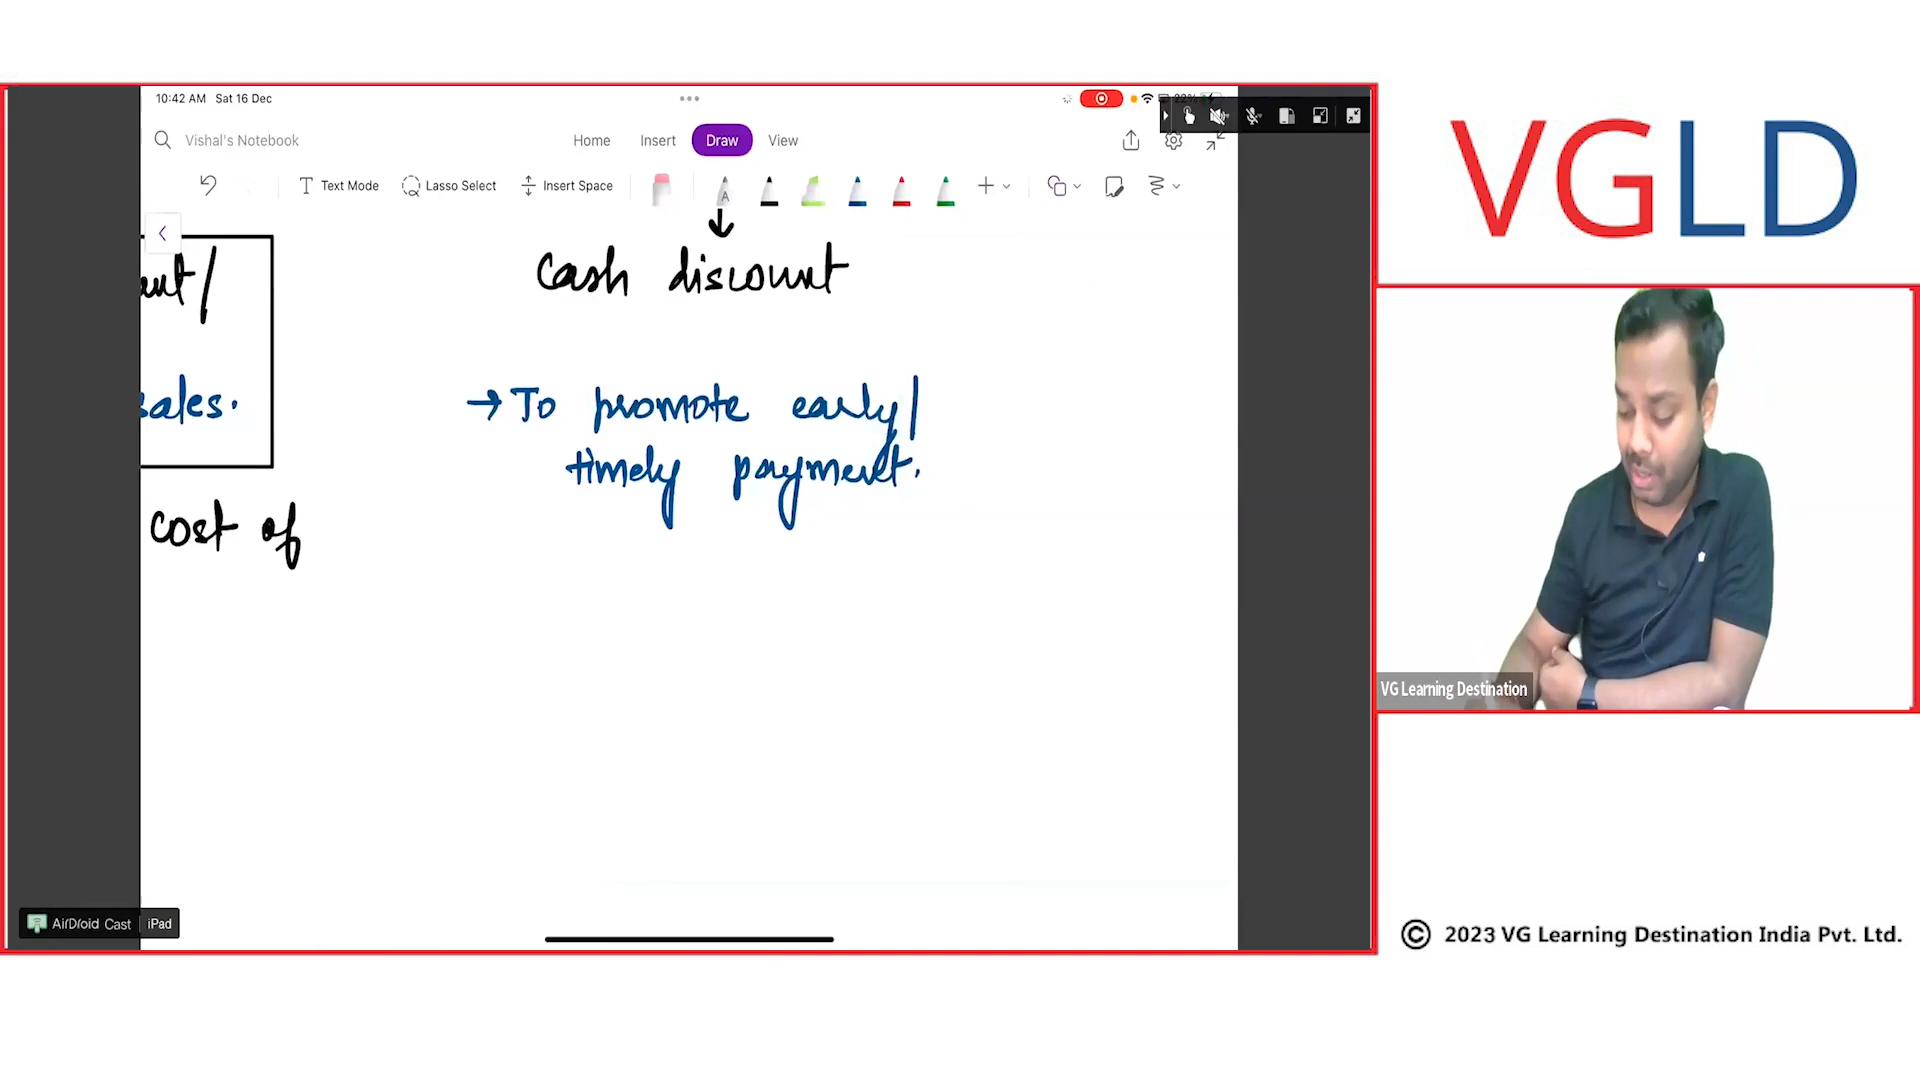 10:42 AM Sat 16 Dec
22%
Vishal's Notebook
Home Insert Draw View
Text Mode Lasso Select Insert Space
A
Cash discount
sales.
→ To promote early/
timely payment.
cost of
AirDroid Cast iPad
VGLD
VG Learning Destination
© 2023 VG Learning Destination India Pvt. Ltd.